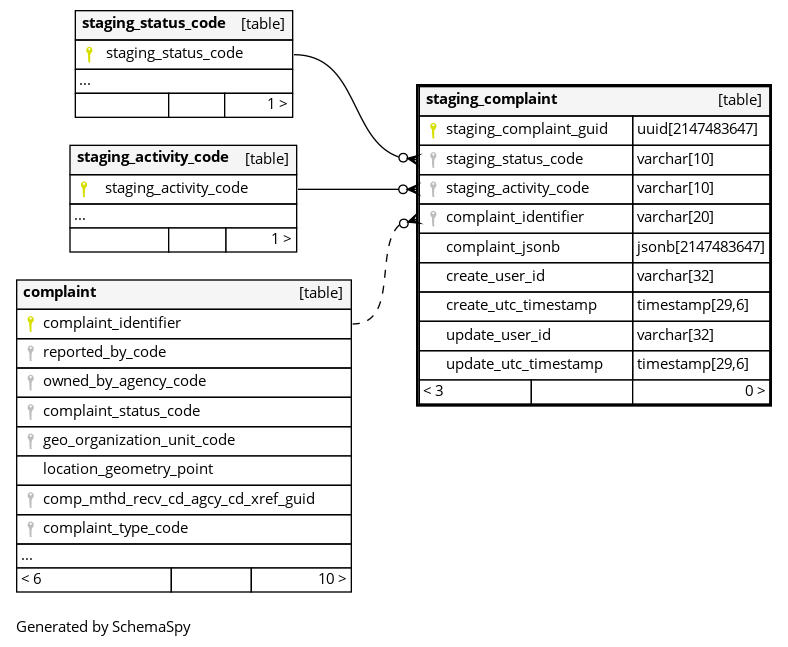 staging_status_code [table]
staging_status_code
...
1 >
staging_activity_code [table]
staging_activity_code
...
1 >
complaint [table]
complaint_identifier
reported_by_code
owned_by_agency_code
complaint_status_code
geo_organization_unit_code
location_geometry_point
comp_mthd_recv_cd_agcy_cd_xref_guid
complaint_type_code
...
< 6 10 >
staging_complaint [table]
staging_complaint_guid uuid[2147483647]
staging_status_code varchar[10]
staging_activity_code varchar[10]
complaint_identifier varchar[20]
complaint_jsonb jsonb[2147483647]
create_user_id varchar[32]
create_utc_timestamp timestamp[29,6]
update_user_id varchar[32]
update_utc_timestamp timestamp[29,6]
< 3 0 >
Generated by SchemaSpy